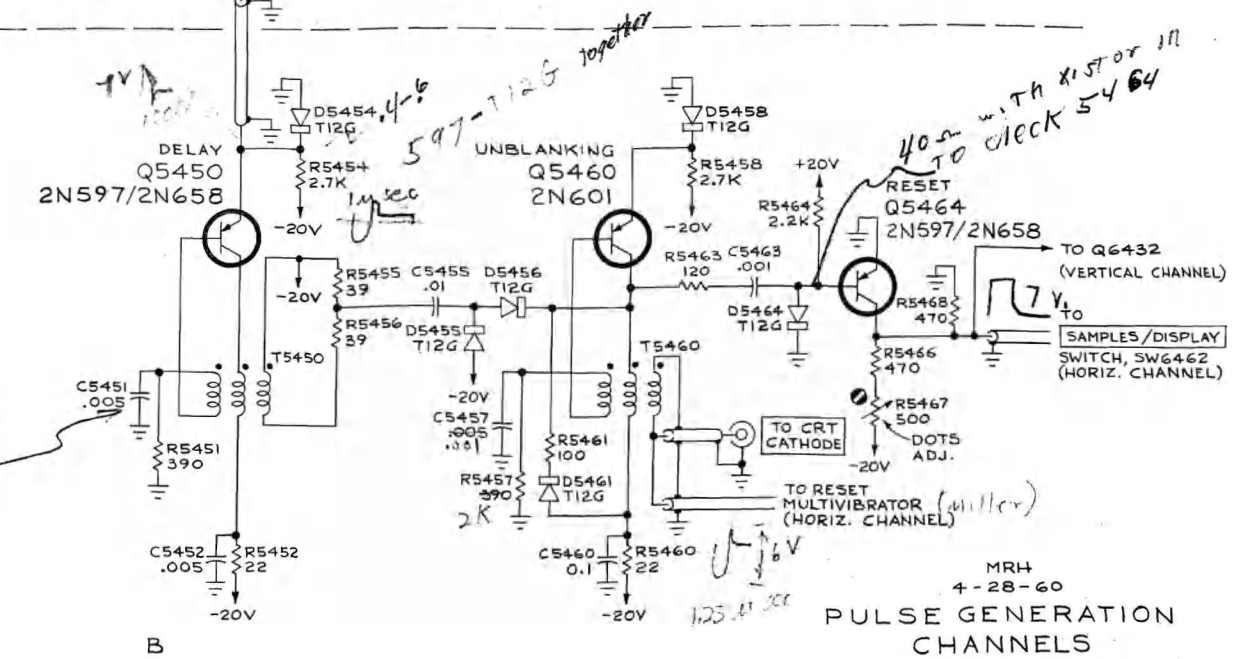 together
597-T12G
.4-.6
40Ω with xistor in
TO check 5464
D5454
T12G
DELAY
Q5450
2N597/2N658
R5454
2.7K
-20V
1μsec
UNBLANKING
Q5460
2N601
D5458
T12G
R5458
2.7K
-20V
+20V
R5464
2.2K
RESET
Q5464
2N597/2N658
TO Q6432
(VERTICAL CHANNEL)
R5455
39
-20V
C5455
.01
D5456
T12G
R5463
120
C5463
.001
R5456
39
D5455
T12G
-20V
D5464
T12G
R5468
470
7 V
TO
SAMPLES/DISPLAY
SWITCH, SW6462
(HORIZ. CHANNEL)
T5450
T5460
C5451
.005
R5466
470
R5467
500
DOTS
ADJ.
-20V
C5457
.005
.001
R5451
390
R5461
100
TO CRT
CATHODE
R5457
390
2K
D5461
T12G
TO RESET
MULTIVIBRATOR (Miller)
(HORIZ. CHANNEL)
C5452
.005
R5452
22
-20V
C5460
0.1
R5460
22
-20V
6V
MRH
4-28-60
PULSE GENERATION
CHANNELS
B